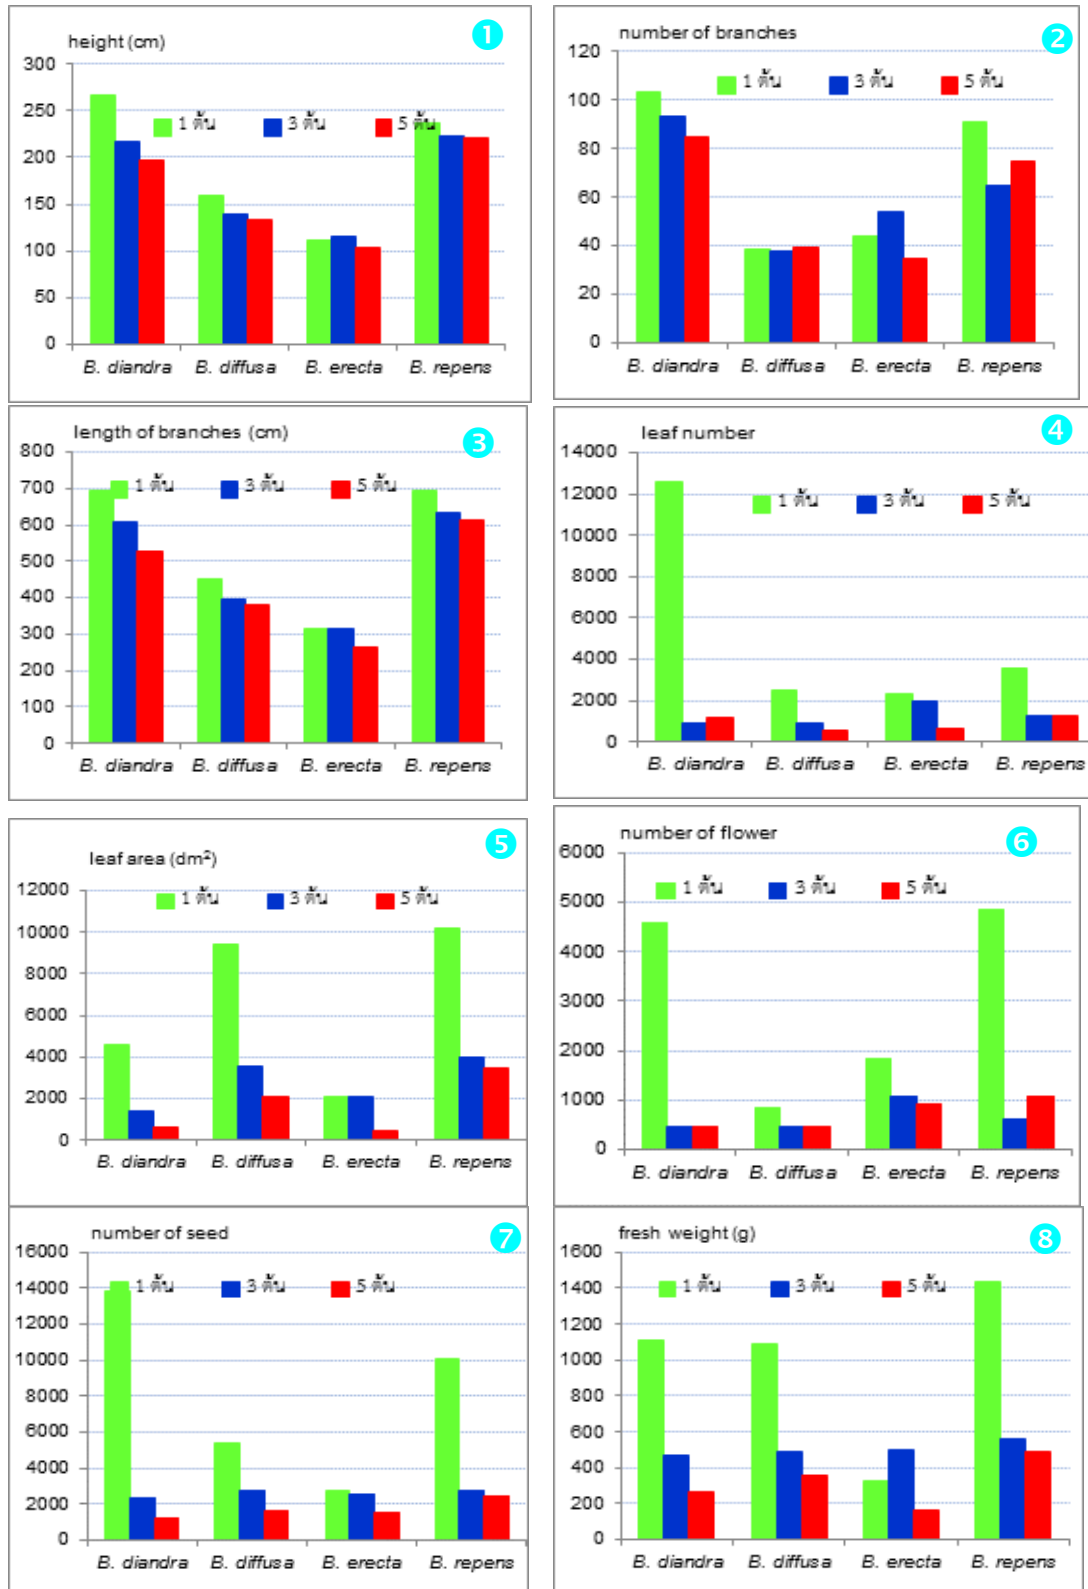 height (cm)
1
300
250
200
150
100
50
0
1 ต้น 3 ต้น 5 ต้น
B. diandra B. diffusa B. erecta B. repens
number of branches
2
120
100
80
60
40
20
0
1 ต้น 3 ต้น 5 ต้น
B. diandra B. diffusa B. erecta B. repens
length of branches (cm)
3
800
700
600
500
400
300
200
100
0
1 ต้น 3 ต้น 5 ต้น
B. diandra B. diffusa B. erecta B. repens
leaf number
4
14000
12000
10000
8000
6000
4000
2000
0
1 ต้น 3 ต้น 5 ต้น
B. diandra B. diffusa B. erecta B. repens
leaf area (dm²)
5
12000
10000
8000
6000
4000
2000
0
1 ต้น 3 ต้น 5 ต้น
B. diandra B. diffusa B. erecta B. repens
number of flower
6
6000
5000
4000
3000
2000
1000
0
1 ต้น 3 ต้น 5 ต้น
B. diandra B. diffusa B. erecta B. repens
number of seed
7
16000
14000
12000
10000
8000
6000
4000
2000
0
1 ต้น 3 ต้น 5 ต้น
B. diandra B. diffusa B. erecta B. repens
fresh weight (g)
8
1600
1400
1200
1000
800
600
400
200
0
1 ต้น 3 ต้น 5 ต้น
B. diandra B. diffusa B. erecta B. repens